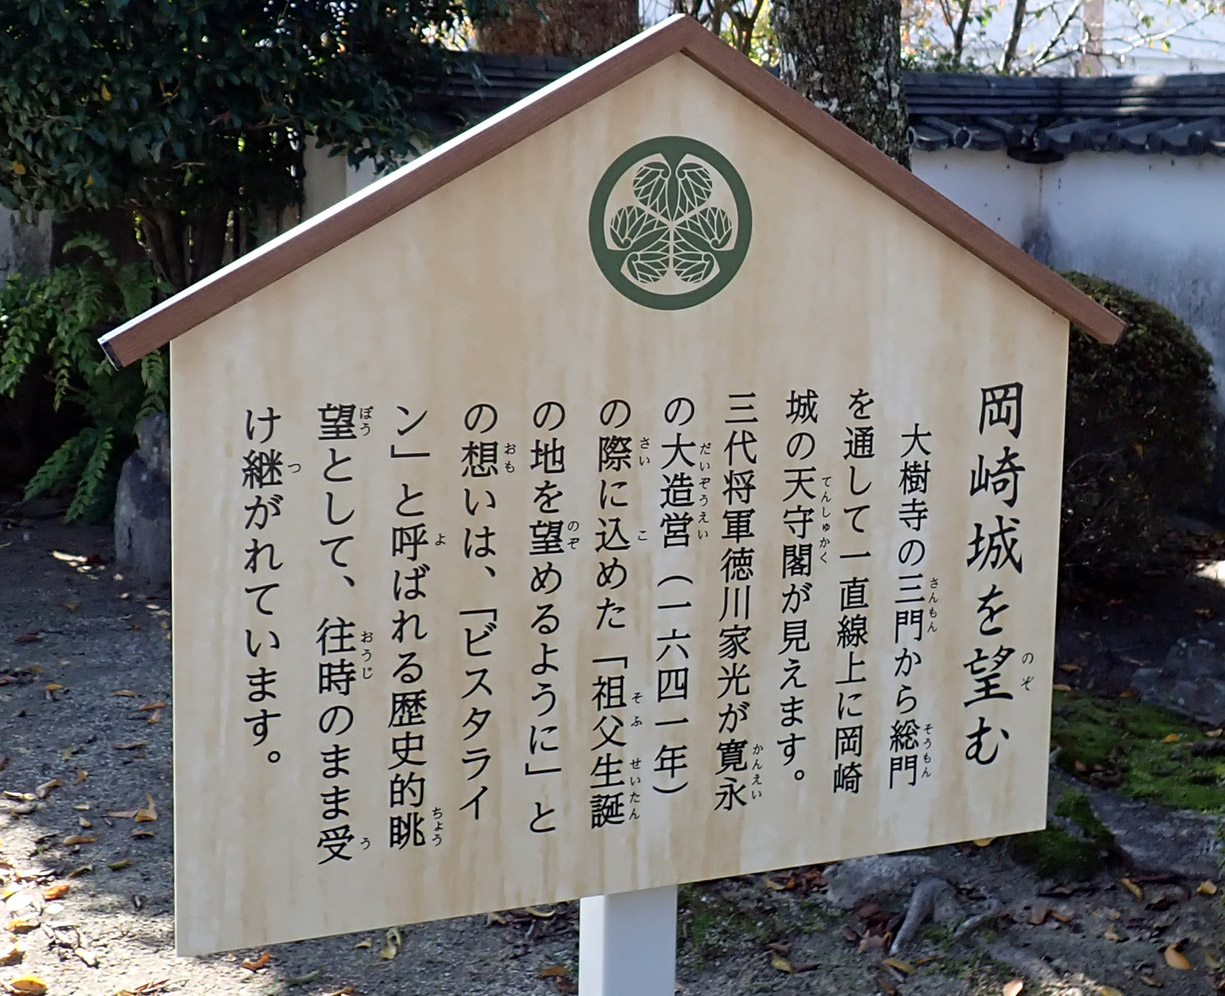 岡崎城を望む
大樹寺の三門から総門
を通して一直線上に岡崎
城の天守閣が見えます。
三代将軍徳川家光が寛永
の大造営（一六四一年）
の際に込めた「祖父生誕
の地を望めるように」と
の想いは、「ビスタライ
ン」と呼ばれる歴史的眺
望として、往時のまま受
け継がれています。